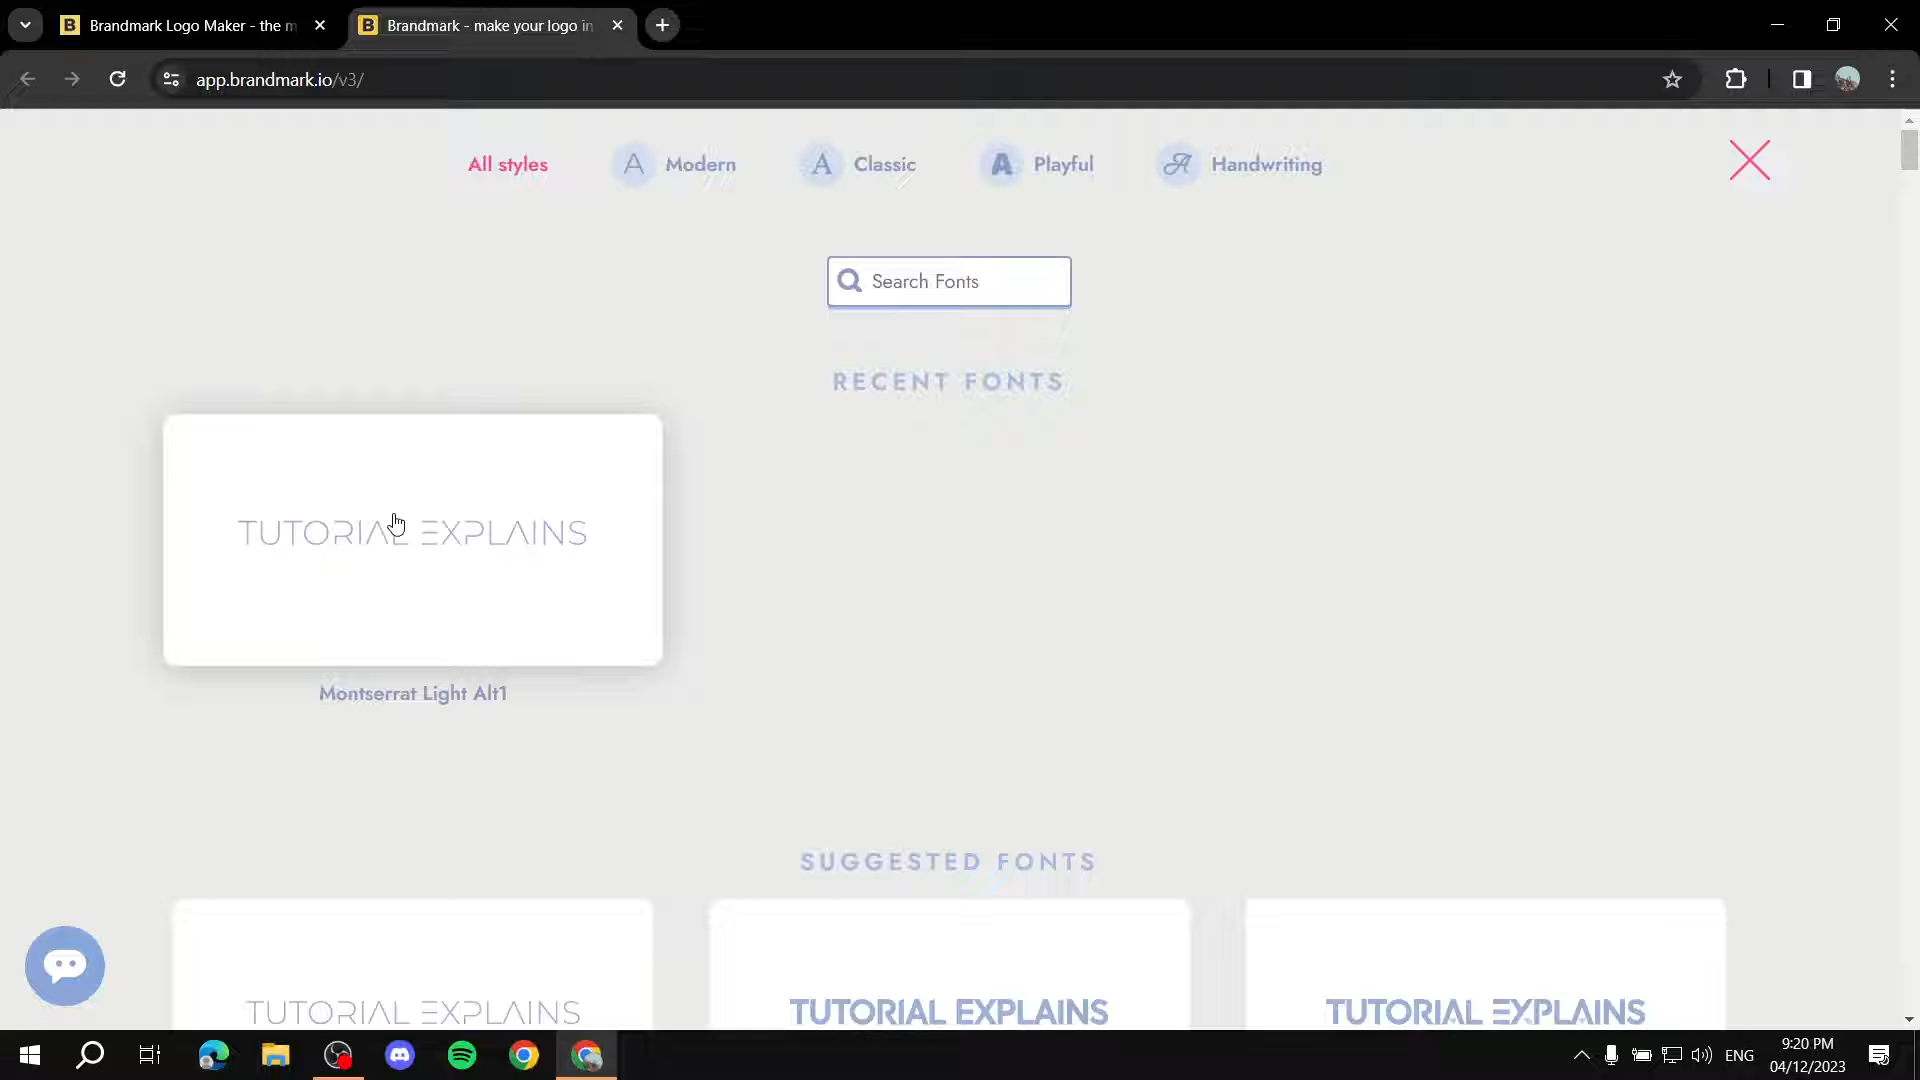 Brandmark Logo Maker - the m
Brandmark - make your logo in
app.brandmark.io/v3/
All styles
A Modern
A Classic
A Playful
A Handwriting
Search Fonts
RECENT FONTS
TUTORIAL EXPLAINS
Montserrat Light Alt1
SUGGESTED FONTS
TUTORIAL EXPLAINS
TUTORIAL EXPLAINS
TUTORIAL EXPLAINS
ENG
9:20 PM
04/12/2023